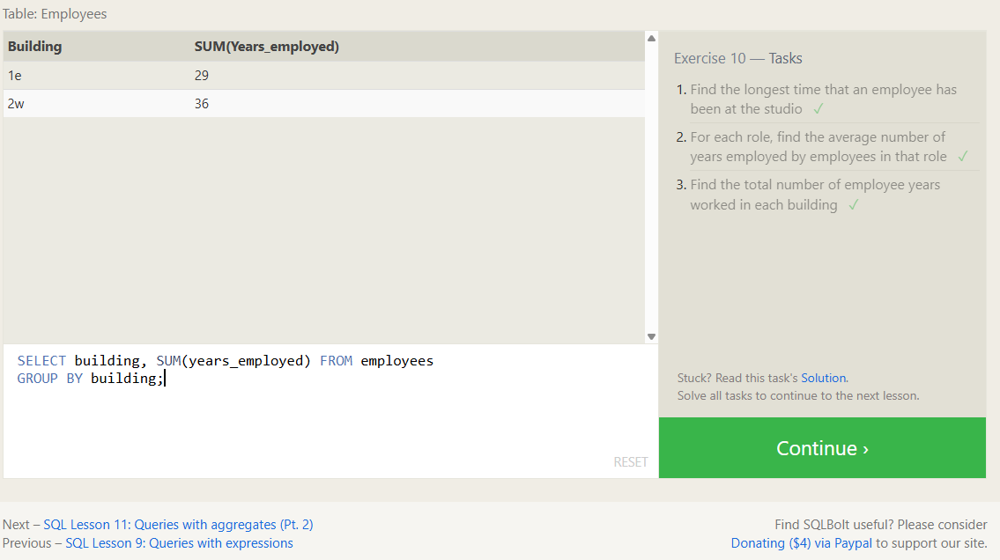 Table: Employees
Building SUM(Years_employed)
1e 29
2w 36
SELECT building, SUM(years_employed) FROM employees
GROUP BY building;
RESET
Exercise 10 — Tasks
1. Find the longest time that an employee has
been at the studio ✓
2. For each role, find the average number of
years employed by employees in that role ✓
3. Find the total number of employee years
worked in each building ✓
Stuck? Read this task's Solution.
Solve all tasks to continue to the next lesson.
Continue ›
Next – SQL Lesson 11: Queries with aggregates (Pt. 2)
Previous – SQL Lesson 9: Queries with expressions
Find SQLBolt useful? Please consider
Donating ($4) via Paypal to support our site.